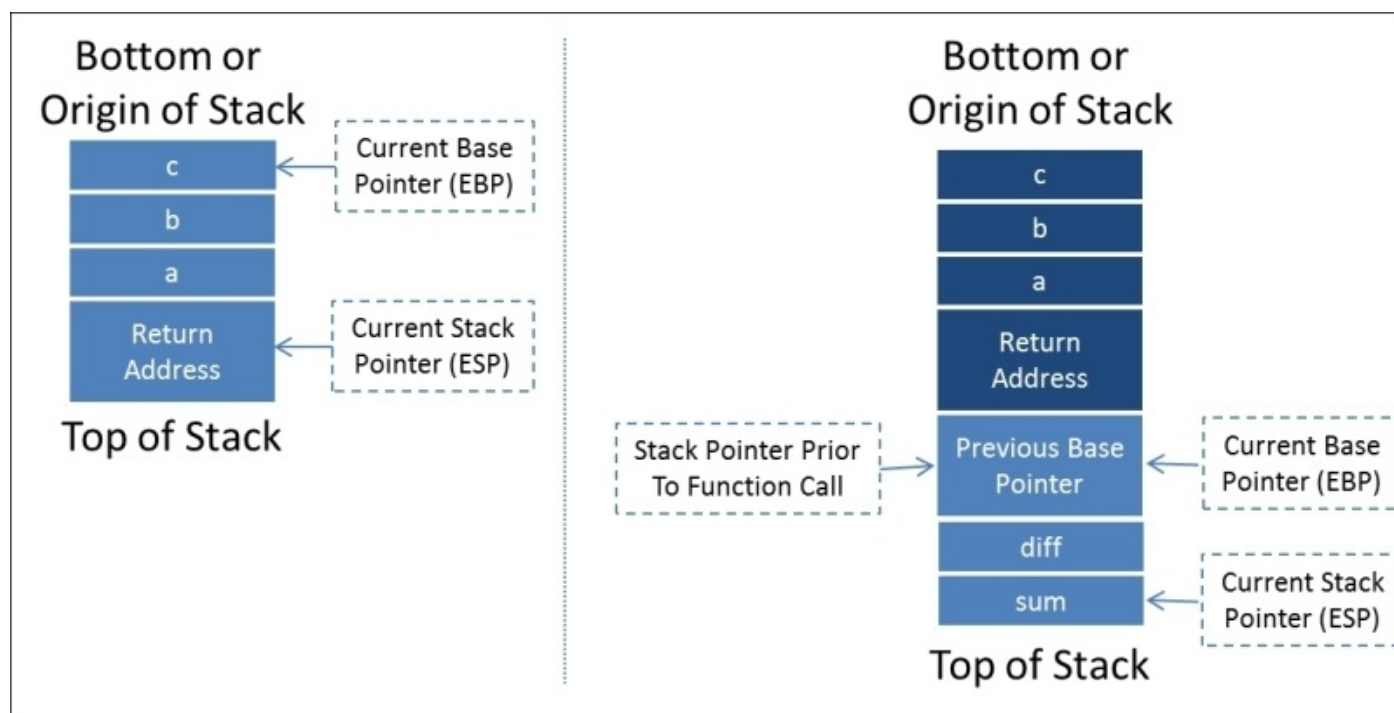 Bottom or
Origin of Stack
c
Current Base
Pointer (EBP)
b
a
Return
Address
Current Stack
Pointer (ESP)
Top of Stack
Bottom or
Origin of Stack
c
b
a
Return
Address
Stack Pointer Prior
To Function Call
Previous Base
Pointer
Current Base
Pointer (EBP)
diff
sum
Current Stack
Pointer (ESP)
Top of Stack